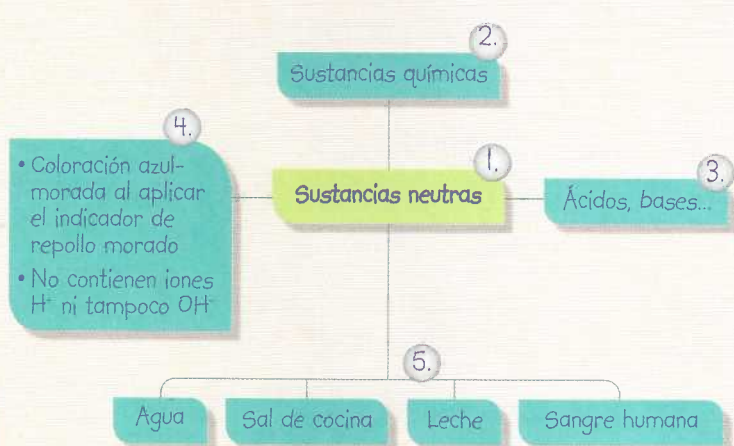 2.
Sustancias químicas
4.
• Coloración azul-
morada al aplicar
el indicador de
repollo morado
• No contienen iones
H⁺ ni tampoco OH⁻
1.
Sustancias neutras
3.
Ácidos, bases...
5.
Agua
Sal de cocina
Leche
Sangre humana